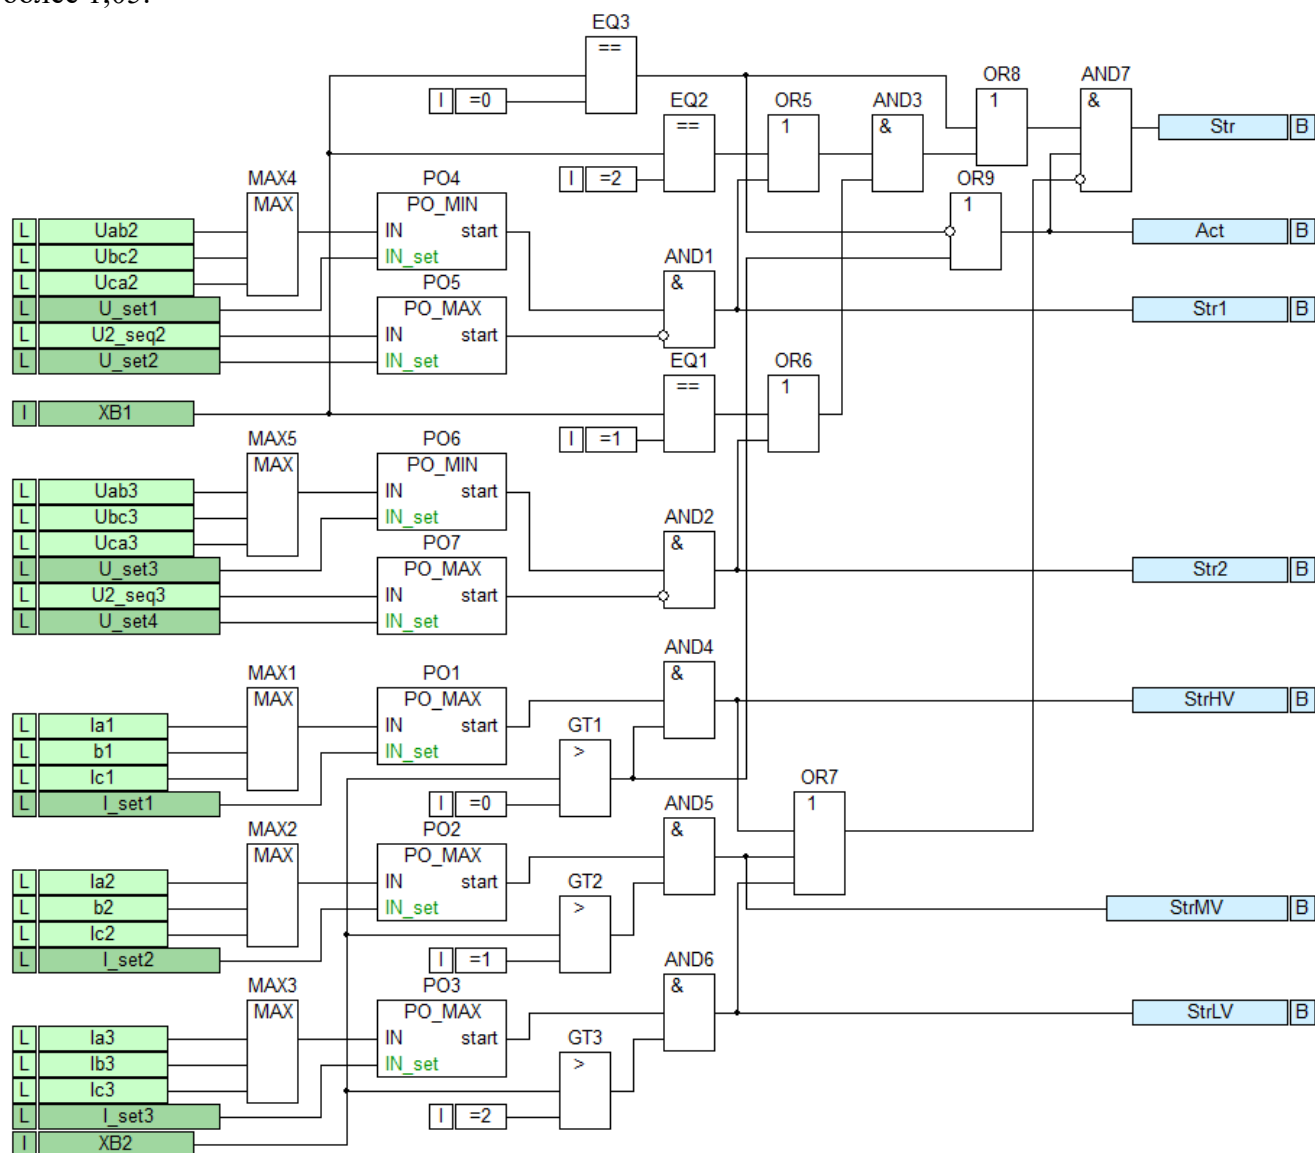 более 1,05.
EQ3
==
I =0
OR8
1
AND7
&
EQ2
==
I =2
OR5
1
AND3
&
Str B
MAX4
MAX
PO4
PO_MIN
IN start
IN_set
OR9
1
L Uab2
L Ubc2
L Uca2
L U_set1
L U2_seq2
L U_set2
Act B
AND1
&
PO5
PO_MAX
IN start
IN_set
Str1 B
EQ1
==
I =1
OR6
1
I XB1
MAX5
MAX
PO6
PO_MIN
IN start
IN_set
L Uab3
L Ubc3
L Uca3
L U_set3
L U2_seq3
L U_set4
AND2
&
PO7
PO_MAX
IN start
IN_set
Str2 B
AND4
&
MAX1
MAX
PO1
PO_MAX
IN start
IN_set
L Ia1
L b1
L Ic1
L I_set1
StrHV B
GT1
>
I =0
OR7
1
AND5
&
MAX2
MAX
PO2
PO_MAX
IN start
IN_set
L Ia2
L b2
L Ic2
L I_set2
GT2
>
I =1
StrMV B
AND6
&
MAX3
MAX
PO3
PO_MAX
IN start
IN_set
L Ia3
L Ib3
L Ic3
L I_set3
GT3
>
I =2
StrLV B
I XB2